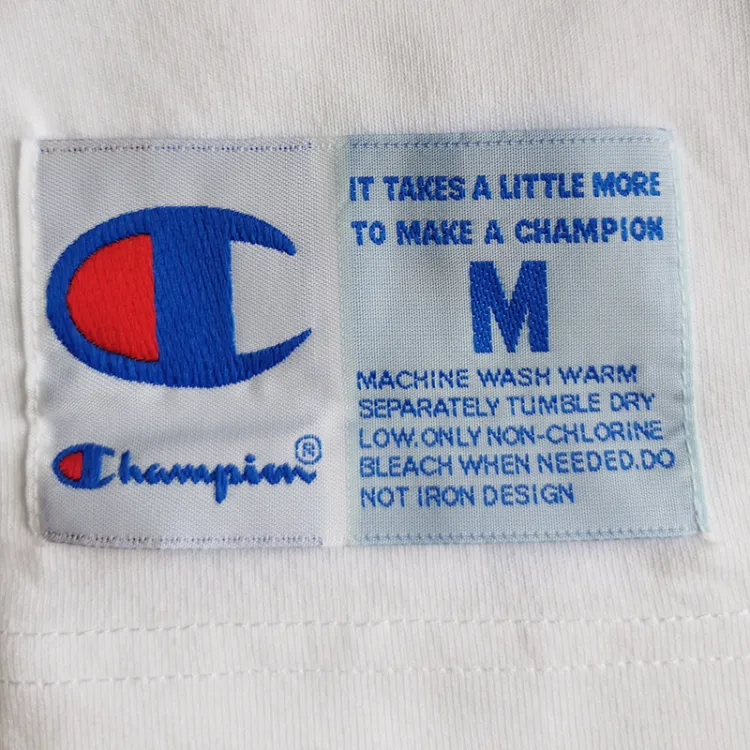 Champion®
IT TAKES A LITTLE MORE
TO MAKE A CHAMPION
M
MACHINE WASH WARM
SEPARATELY TUMBLE DRY
LOW.ONLY NON-CHLORINE
BLEACH WHEN NEEDED.DO
NOT IRON DESIGN